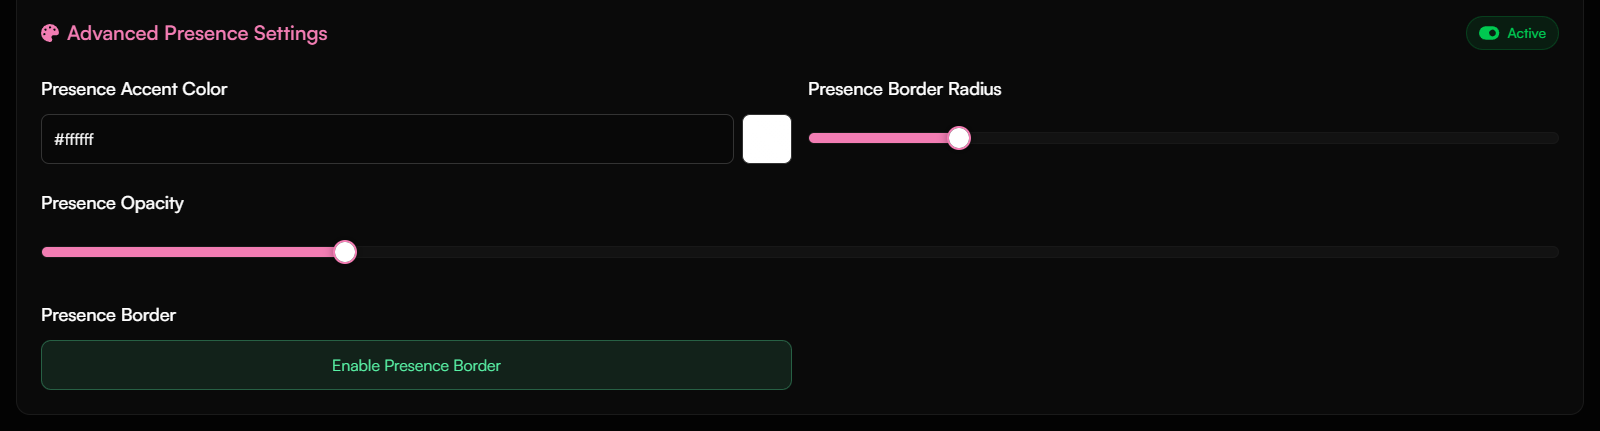 Advanced Presence Settings
Active
Presence Accent Color
Presence Border Radius
#ffffff
Presence Opacity
Presence Border
Enable Presence Border